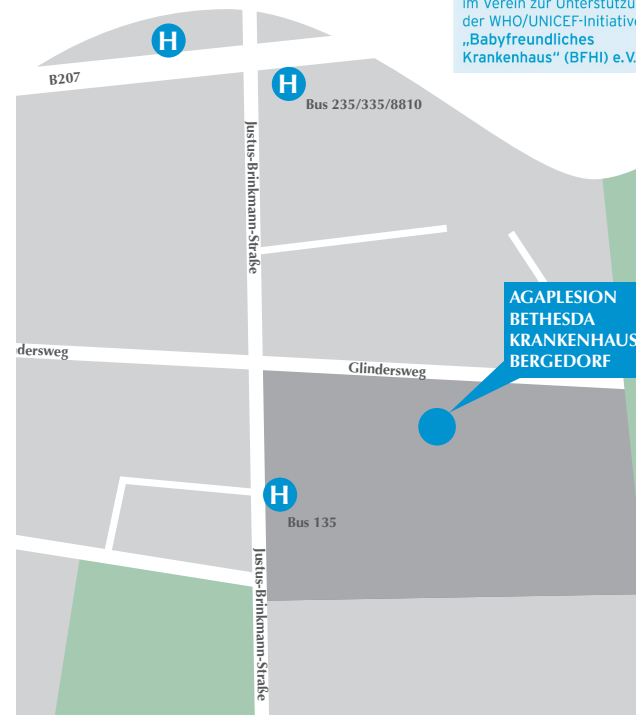 im Verein zur Unterstützu
der WHO/UNICEF-Initiative
„Babyfreundliches
Krankenhaus“ (BFHI) e.V.
H
B207
H
Bus 235/335/8810
Justus-Brinkmann-Straße
AGAPLESION
BETHESDA
KRANKENHAUS
BERGEDORF
dersweg
Glindersweg
H
Bus 135
Justus-Brinkmann-Straße